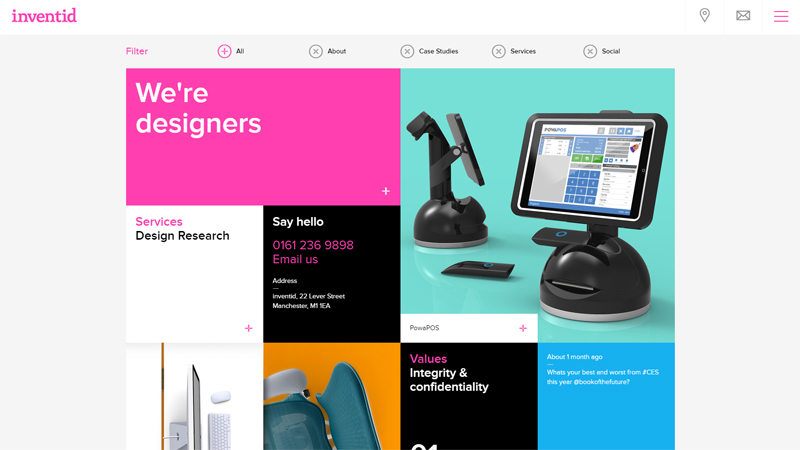 inventid
Filter
All
About
Case Studies
Services
Social
We're
designers
POWAPOS
Services
Design Research
Say hello
0161 236 9898
Email us
Address
inventid, 22 Lever Street
Manchester, M1 1EA
PowaPOS
Values
Integrity &
confidentiality
About 1 month ago
Whats your best and worst from #CES
this year @bookofthefuture?